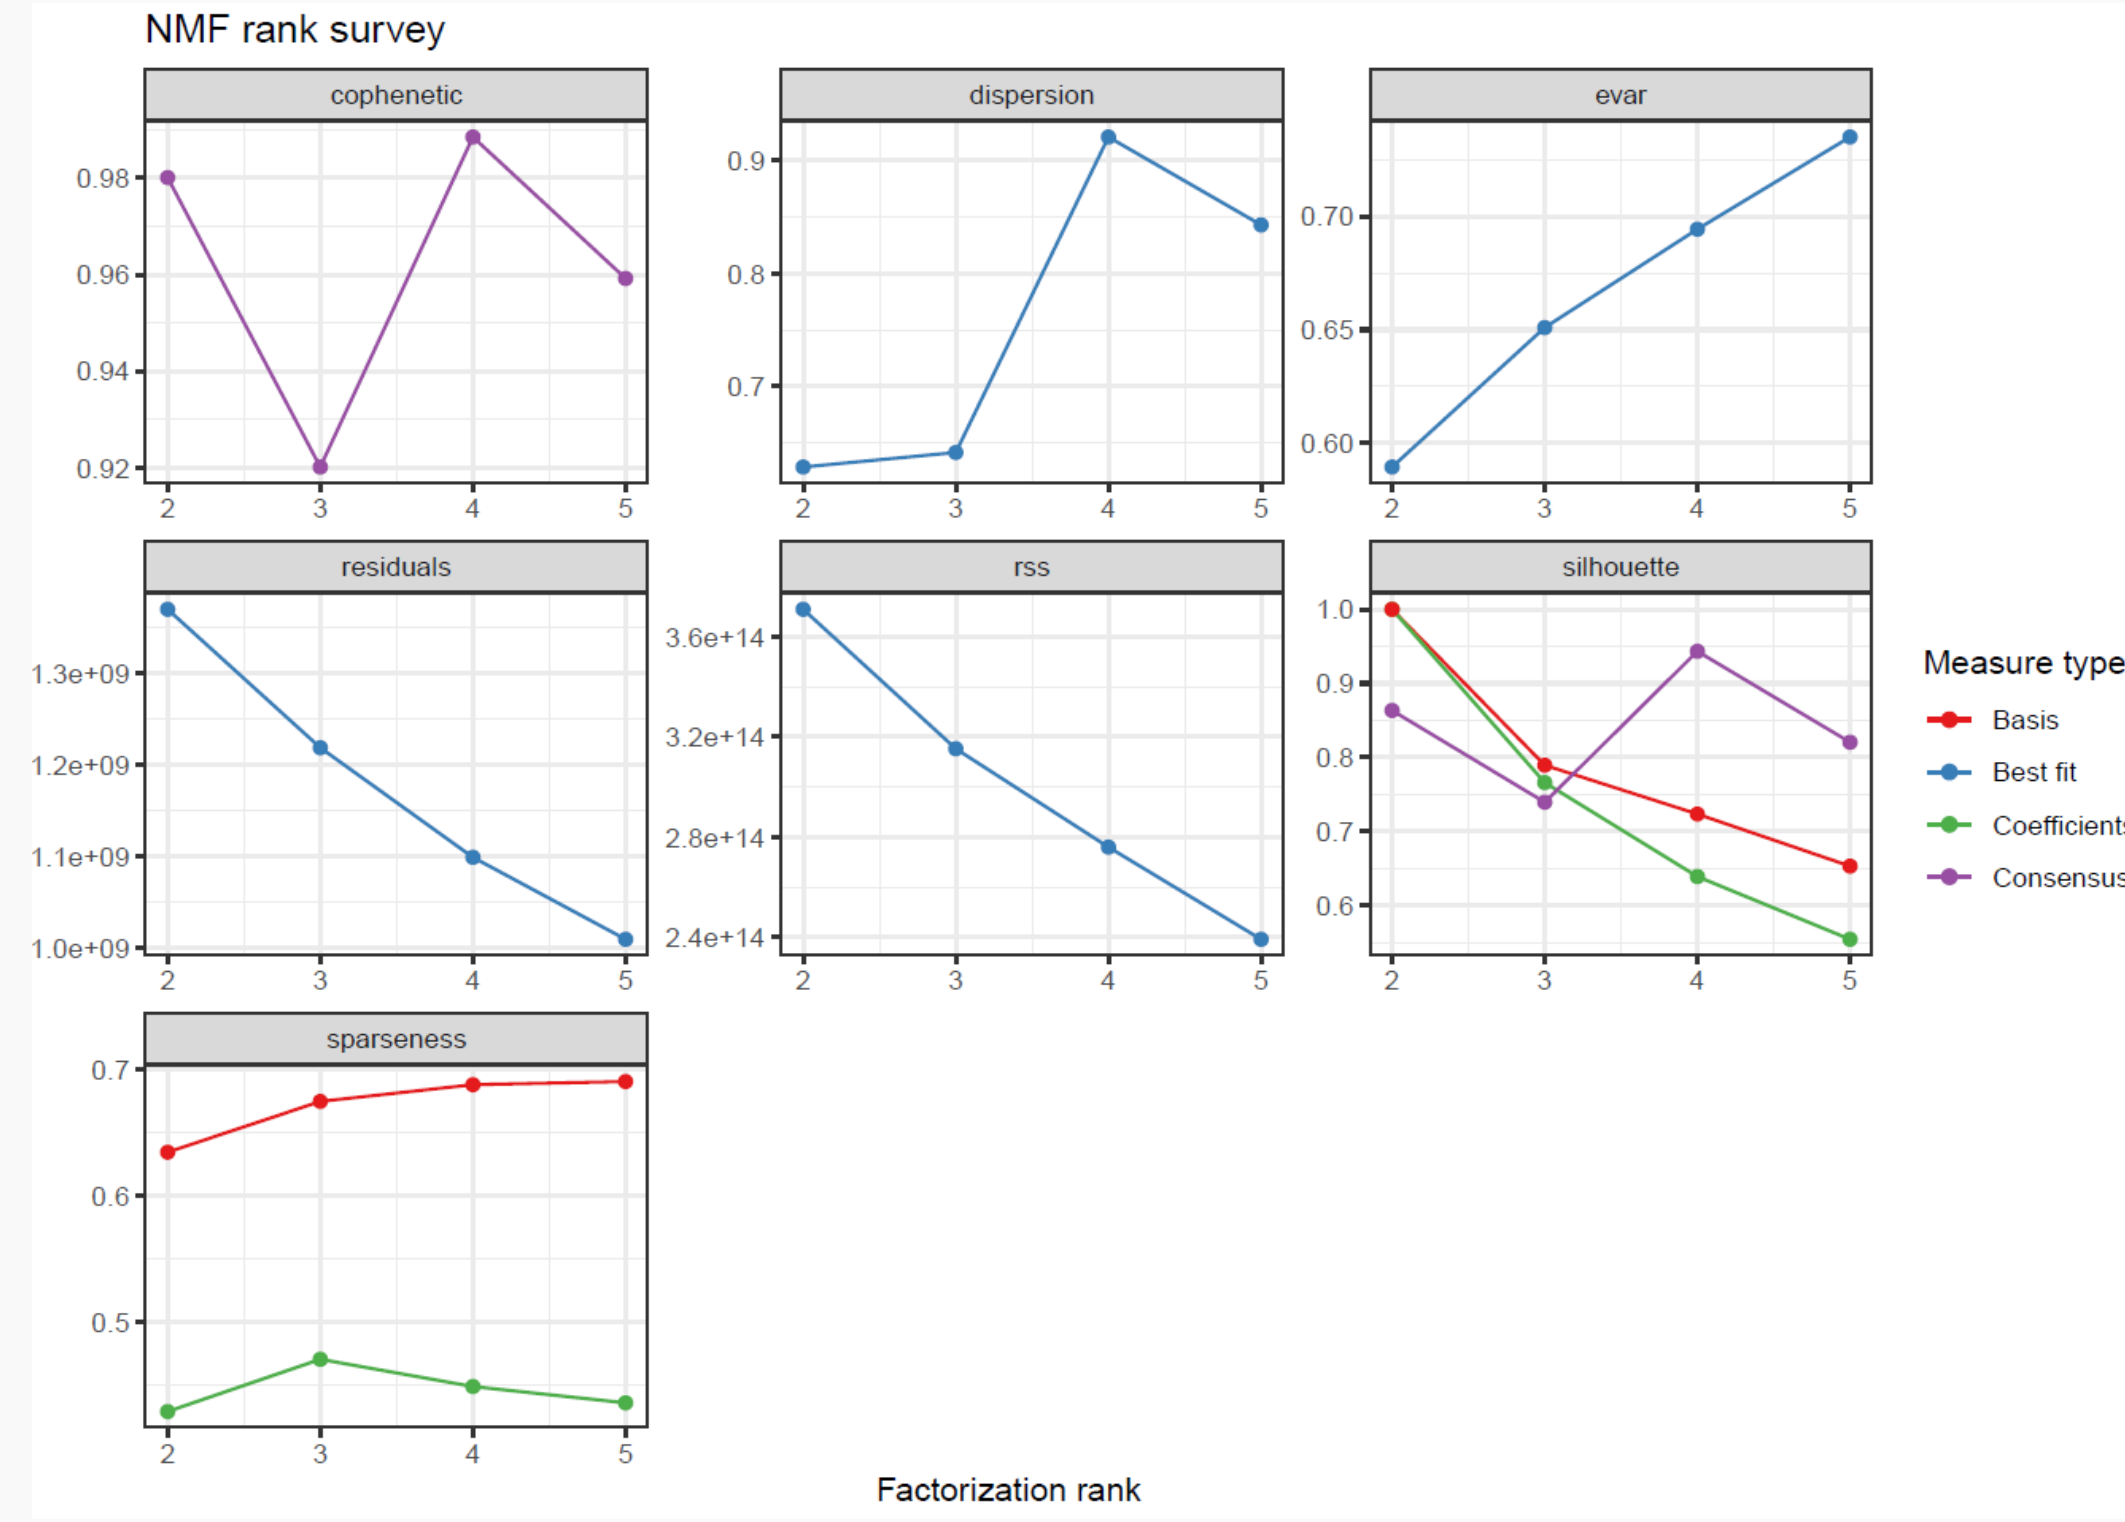 NMF rank survey
cophenetic
dispersion
evar
0.98
0.96
0.94
0.92
2 3 4 5
0.9
0.8
0.7
2 3 4 5
0.70
0.65
0.60
2 3 4 5
residuals
rss
silhouette
1.3e+09
1.2e+09
1.1e+09
1.0e+09
2 3 4 5
3.6e+14
3.2e+14
2.8e+14
2.4e+14
2 3 4 5
1.0
0.9
0.8
0.7
0.6
2 3 4 5
Measure type
Basis
Best fit
Coefficients
Consensus
sparseness
0.7
0.6
0.5
2 3 4 5
Factorization rank